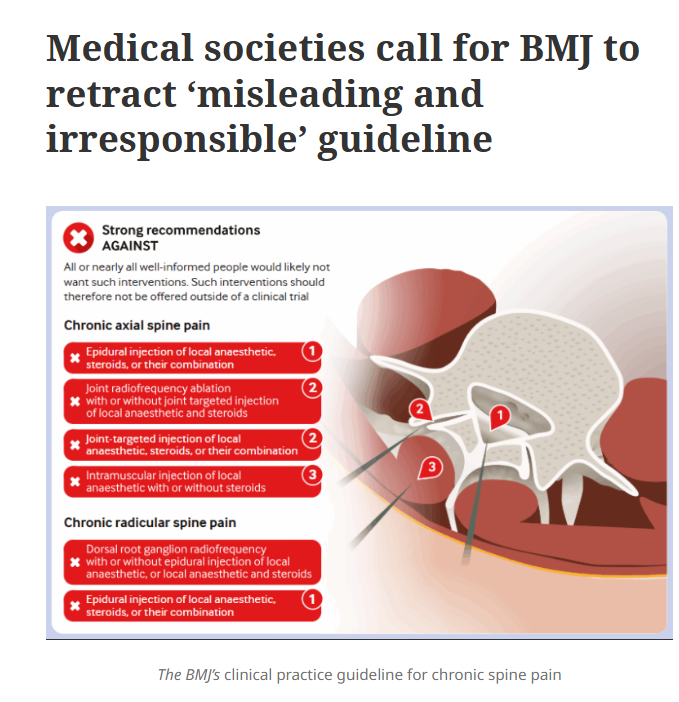 Medical societies call for BMJ to
retract ‘misleading and
irresponsible’ guideline
Strong recommendations
AGAINST
All or nearly all well-informed people would likely not
want such interventions. Such interventions should
therefore not be offered outside of a clinical trial
Chronic axial spine pain
Epidural injection of local anaesthetic,
steroids, or their combination
1
Joint radiofrequency ablation
with or without joint targeted injection
of local anaesthetic and steroids
2
Joint-targeted injection of local
anaesthetic, steroids, or their combination
2
Intramuscular injection of local
anaesthetic with or without steroids
3
Chronic radicular spine pain
Dorsal root ganglion radiofrequency
with or without epidural injection of local
anaesthetic, or local anaesthetic and steroids
Epidural injection of local anaesthetic,
steroids, or their combination
1
2
1
3
The BMJ’s clinical practice guideline for chronic spine pain